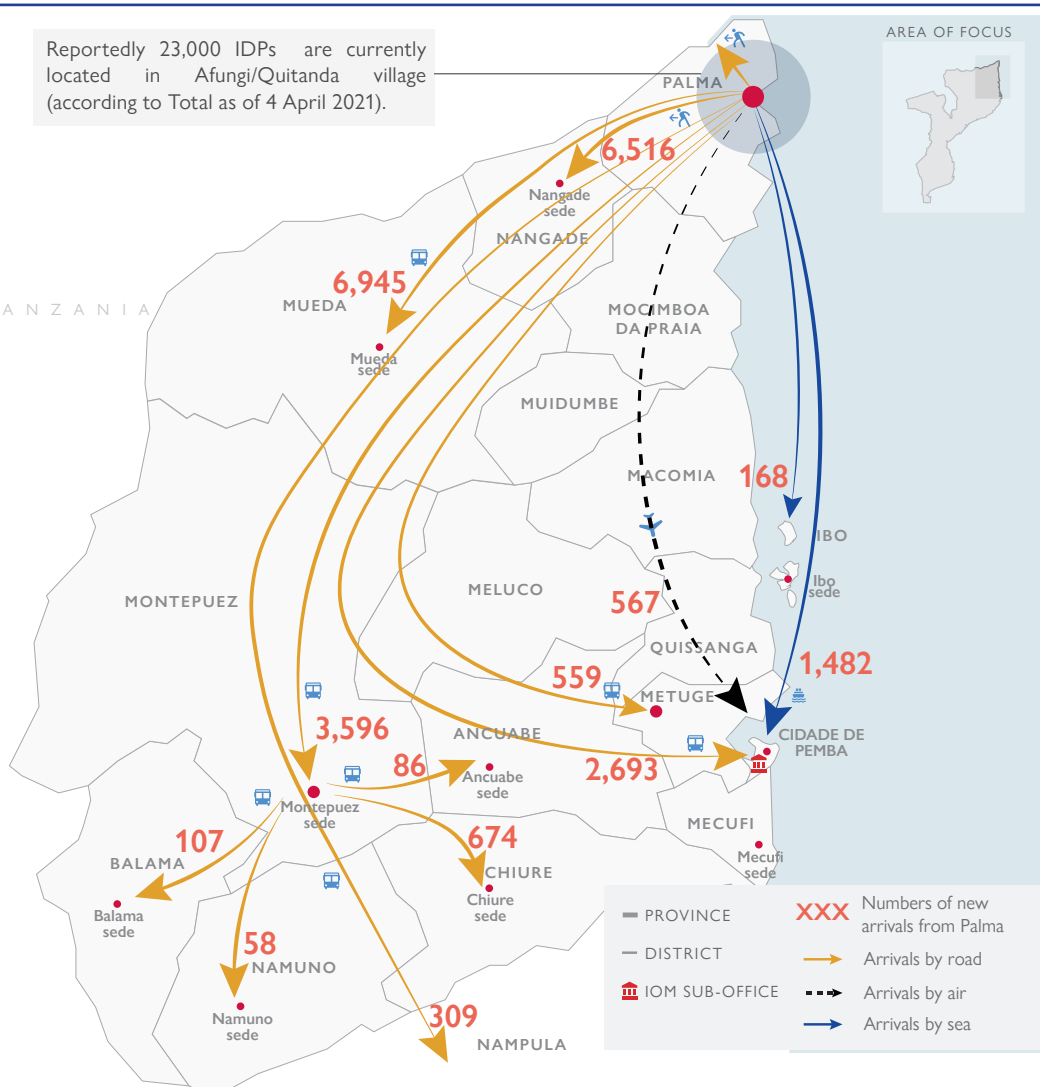 Reportedly 23,000 IDPs are currently
located in Afungi/Quitanda village
(according to Total as of 4 April 2021).
AREA OF FOCUS
PALMA
6,516
Nangade
sede
NANGADE
6,945
MUEDA
ANZANIA
Mueda
sede
MOCIMBOA
DA PRAIA
MUIDUMBE
MACOMIA
168
IBO
Ibo
sede
MONTEPUEZ
MELUCO
567
QUISSANGA
1,482
559
METUGE
3,596
ANCUABE
CIDADE DE
PEMBA
86
2,693
Ancuabe
sede
Montepuez
sede
107
674
MECUFI
BALAMA
CHIURE
Mecufi
sede
Chiure
sede
Balama
sede
58
NAMUNO
Namuno
sede
309
NAMPULA
PROVINCE
DISTRICT
IOM SUB-OFFICE
XXX Numbers of new
arrivals from Palma
Arrivals by road
Arrivals by air
Arrivals by sea